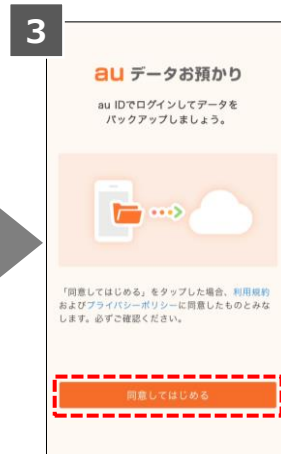 3
au データお預かり
au IDでログインしてデータを
バックアップしましょう。
「同意してはじめる」をタップした場合、利用規約
およびプライバシーポリシーに同意したものとみな
します。必ずご確認ください。
同意してはじめる